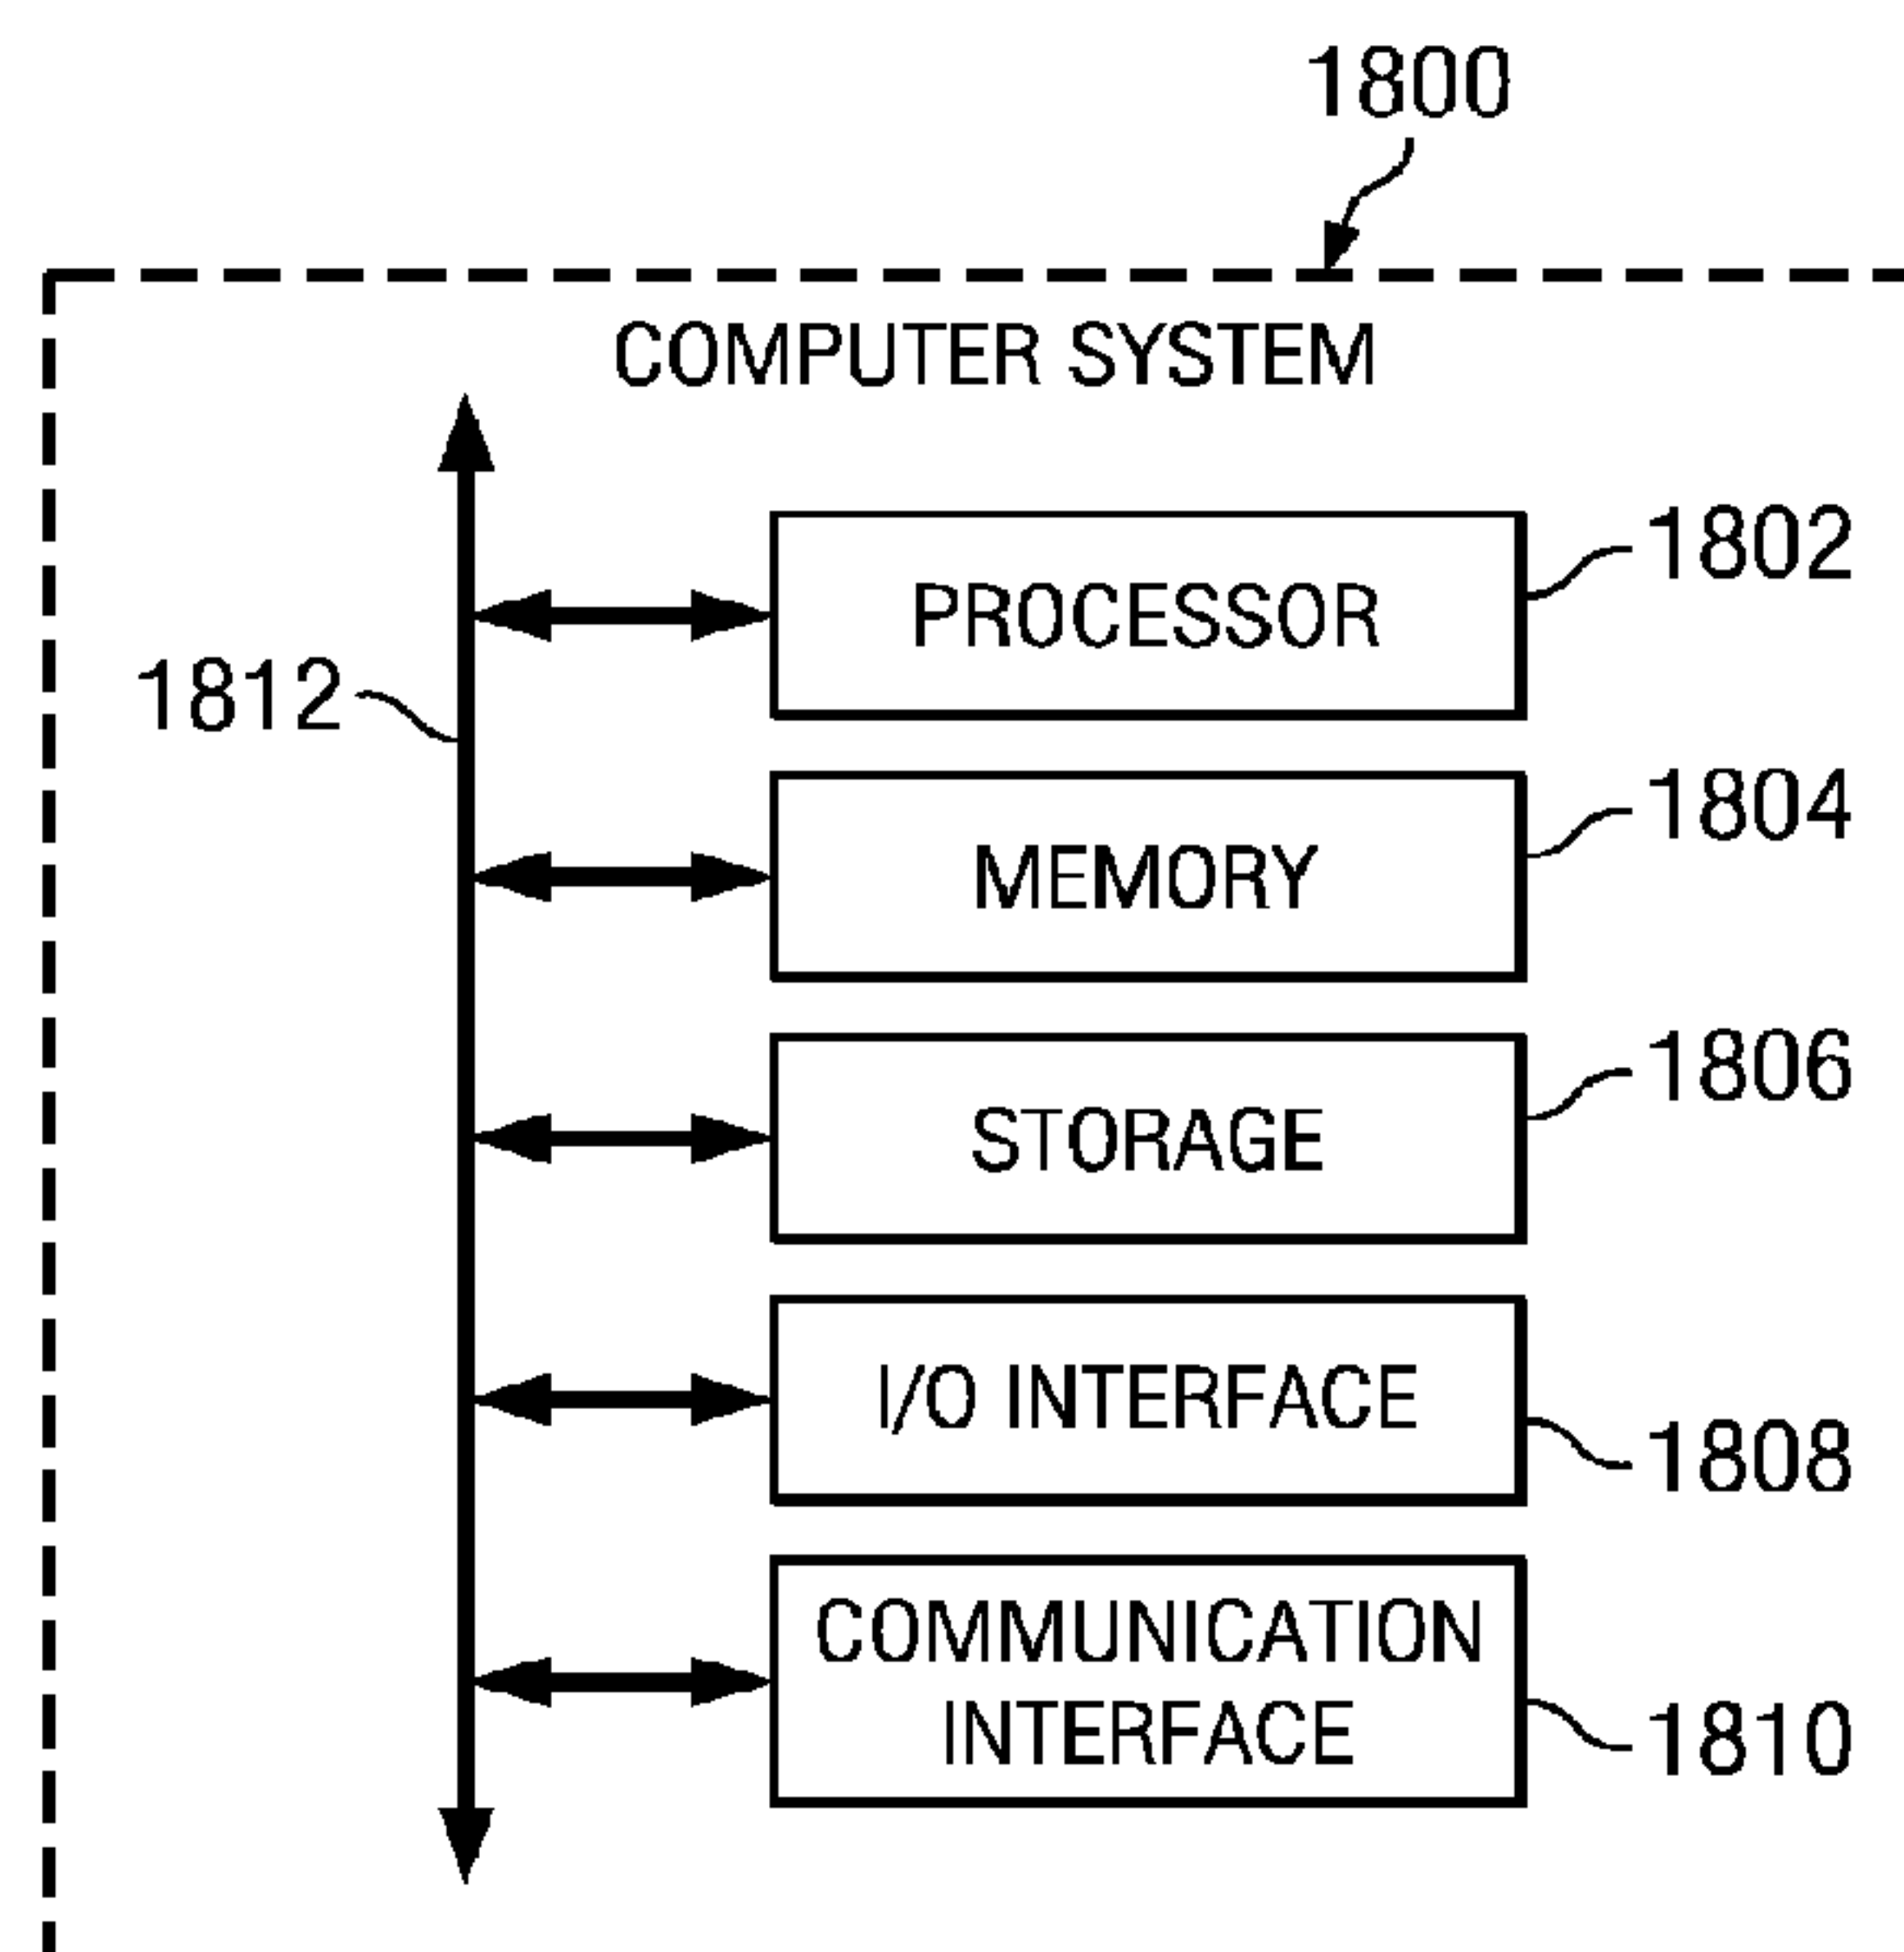 1800
COMPUTER SYSTEM
1802
PROCESSOR
1812
1804
MEMORY
1806
STORAGE
I/O INTERFACE
1808
COMMUNICATION
INTERFACE
1810